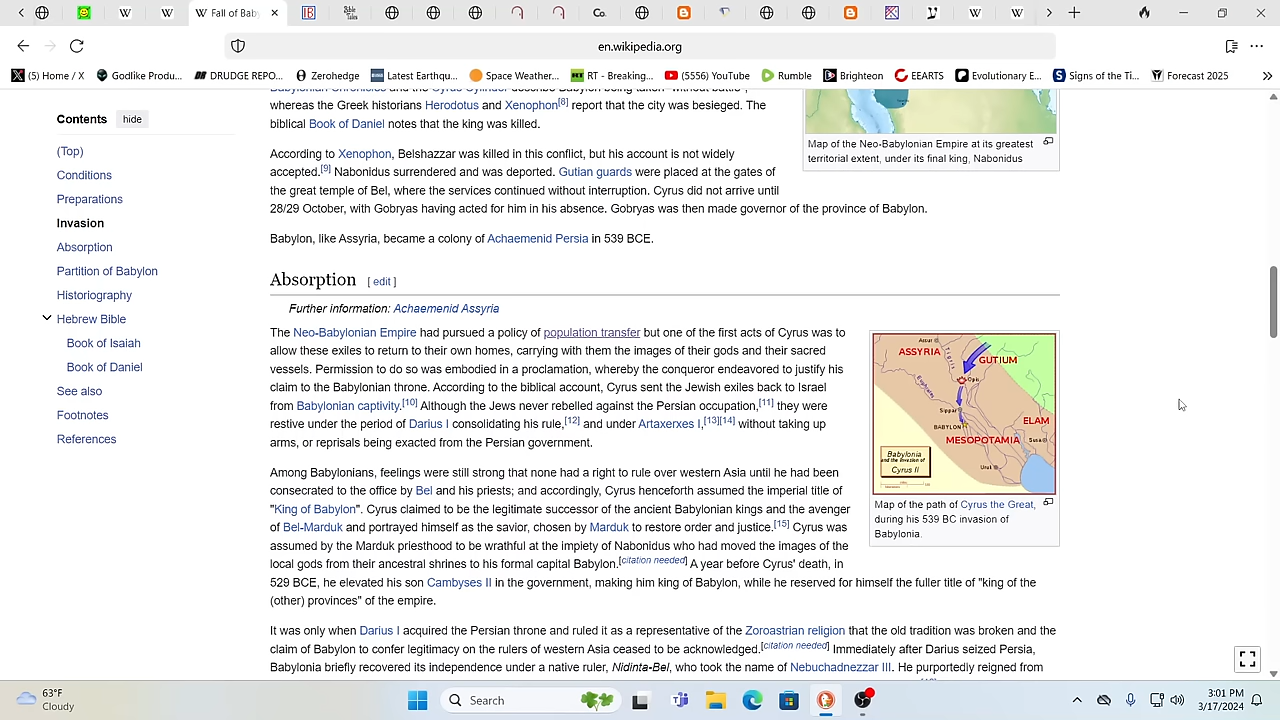 Fall of Baby
Co.
en.wikipedia.org
(5) Home / X
Godlike Produ...
DRUDGE REPO...
Zerohedge
Latest Earthqu...
Space Weather...
RT - Breaking...
(5556) YouTube
Rumble
Brighteon
EEARTS
Evolutionary E...
Signs of the Ti...
Forecast 2025
Contents hide
(Top)
Conditions
Preparations
Invasion
Absorption
Partition of Babylon
Historiography
Hebrew Bible
Book of Isaiah
Book of Daniel
See also
Footnotes
References
Babylonian Chronicles and the Cyrus Cylinder describe Babylon being taken "without battle",
whereas the Greek historians Herodotus and Xenophon[8] report that the city was besieged. The
biblical Book of Daniel notes that the king was killed.
According to Xenophon, Belshazzar was killed in this conflict, but his account is not widely
accepted.[9] Nabonidus surrendered and was deported. Gutian guards were placed at the gates of
the great temple of Bel, where the services continued without interruption. Cyrus did not arrive until
28/29 October, with Gobryas having acted for him in his absence. Gobryas was then made governor of the province of Babylon.
Babylon, like Assyria, became a colony of Achaemenid Persia in 539 BCE.
Map of the Neo-Babylonian Empire at its greatest
territorial extent, under its final king, Nabonidus
Absorption [ edit ]
Further information: Achaemenid Assyria
The Neo-Babylonian Empire had pursued a policy of population transfer but one of the first acts of Cyrus was to
allow these exiles to return to their own homes, carrying with them the images of their gods and their sacred
vessels. Permission to do so was embodied in a proclamation, whereby the conqueror endeavored to justify his
claim to the Babylonian throne. According to the biblical account, Cyrus sent the Jewish exiles back to Israel
from Babylonian captivity.[10] Although the Jews never rebelled against the Persian occupation,[11] they were
restive under the period of Darius I consolidating his rule,[12] and under Artaxerxes I,[13][14] without taking up
arms, or reprisals being exacted from the Persian government.
Among Babylonians, feelings were still strong that none had a right to rule over western Asia until he had been
consecrated to the office by Bel and his priests; and accordingly, Cyrus henceforth assumed the imperial title of
"King of Babylon". Cyrus claimed to be the legitimate successor of the ancient Babylonian kings and the avenger
of Bel-Marduk and portrayed himself as the savior, chosen by Marduk to restore order and justice.[15] Cyrus was
assumed by the Marduk priesthood to be wrathful at the impiety of Nabonidus who had moved the images of the
local gods from their ancestral shrines to his formal capital Babylon.[citation needed] A year before Cyrus' death, in
529 BCE, he elevated his son Cambyses II in the government, making him king of Babylon, while he reserved for himself the fuller title of "king of the
(other) provinces" of the empire.
It was only when Darius I acquired the Persian throne and ruled it as a representative of the Zoroastrian religion that the old tradition was broken and the
claim of Babylon to confer legitimacy on the rulers of western Asia ceased to be acknowledged.[citation needed] Immediately after Darius seized Persia,
Babylonia briefly recovered its independence under a native ruler, Nidinta-Bel, who took the name of Nebuchadnezzar III. He purportedly reigned from
Assur
ASSYRIA
Tigris
GUTIUM
Opis
Euphrates
Sippar
ELAM
BABYLON
MESOPOTAMIA
Susa
Uruk
Babylonia
and the Invasion of
Cyrus II
Map of the path of Cyrus the Great,
during his 539 BC invasion of
Babylonia.
63°F
Cloudy
Search
3:01 PM
3/17/2024